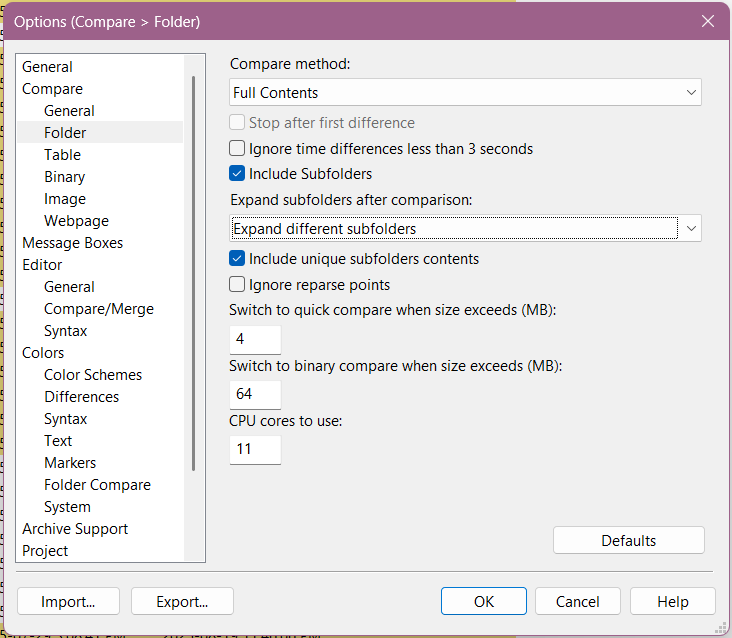 Options (Compare > Folder)
General
Compare
General
Folder
Table
Binary
Image
Webpage
Message Boxes
Editor
General
Compare/Merge
Syntax
Colors
Color Schemes
Differences
Syntax
Text
Markers
Folder Compare
System
Archive Support
Project
Compare method:
Full Contents
Stop after first difference
Ignore time differences less than 3 seconds
Include Subfolders
Expand subfolders after comparison:
Expand different subfolders
Include unique subfolders contents
Ignore reparse points
Switch to quick compare when size exceeds (MB):
4
Switch to binary compare when size exceeds (MB):
64
CPU cores to use:
11
Defaults
Import...
Export...
OK
Cancel
Help